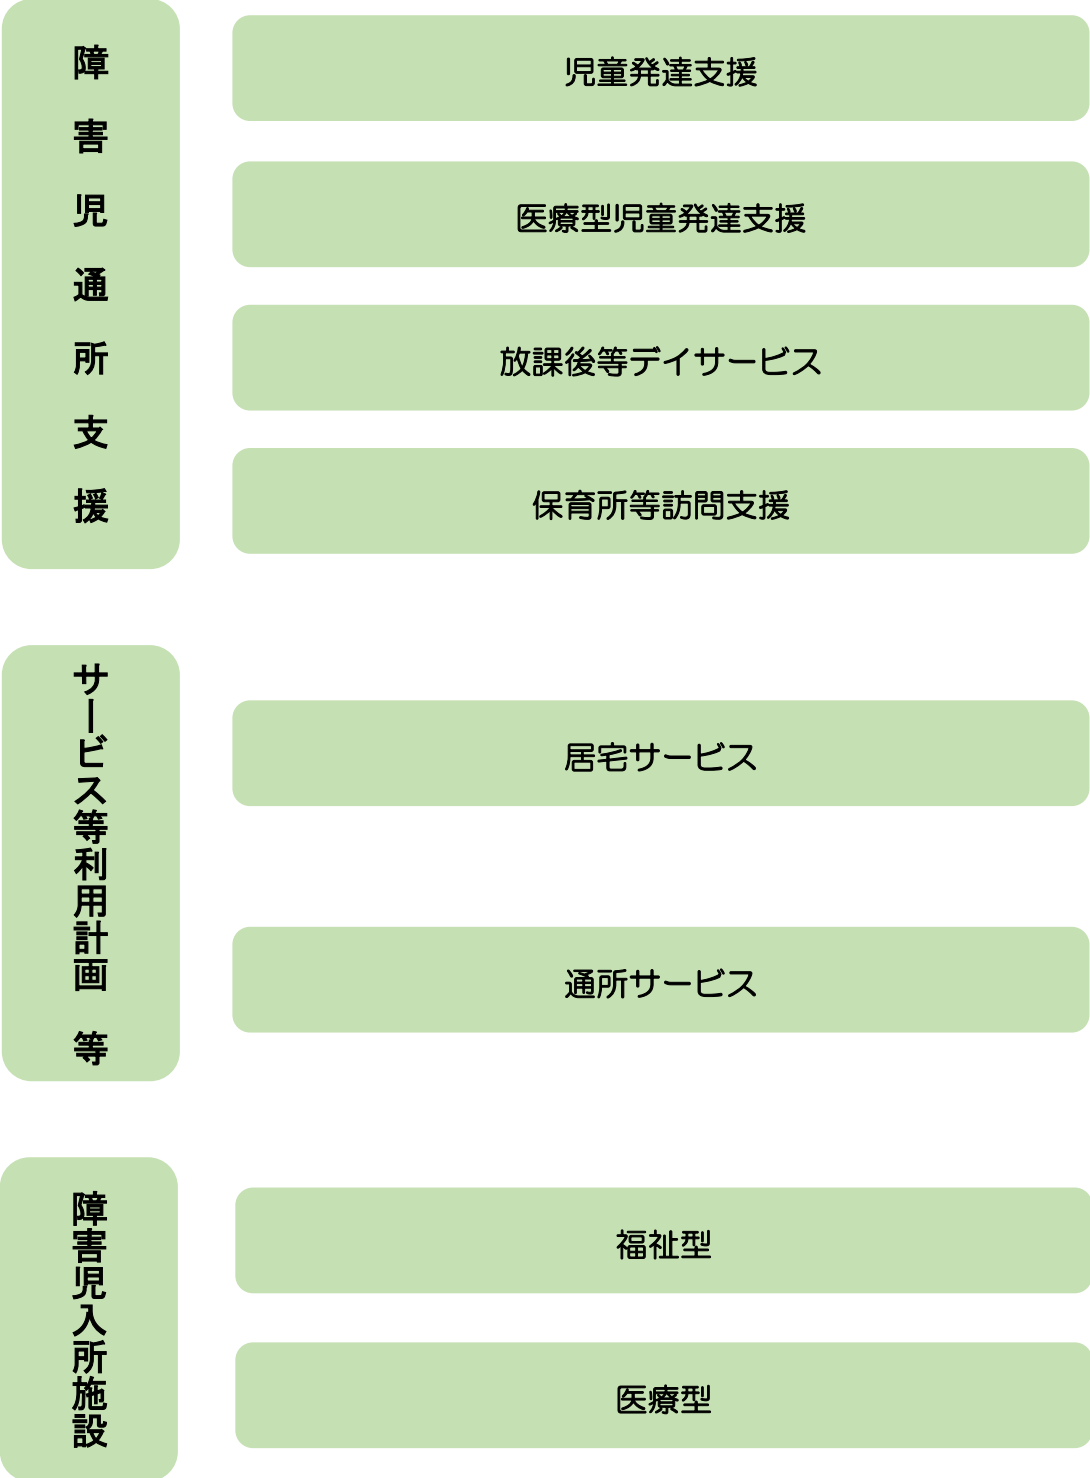 障害児通所支援
児童発達支援
医療型児童発達支援
放課後等デイサービス
保育所等訪問支援
サービス等利用計画　等
居宅サービス
通所サービス
障害児入所施設
福祉型
医療型